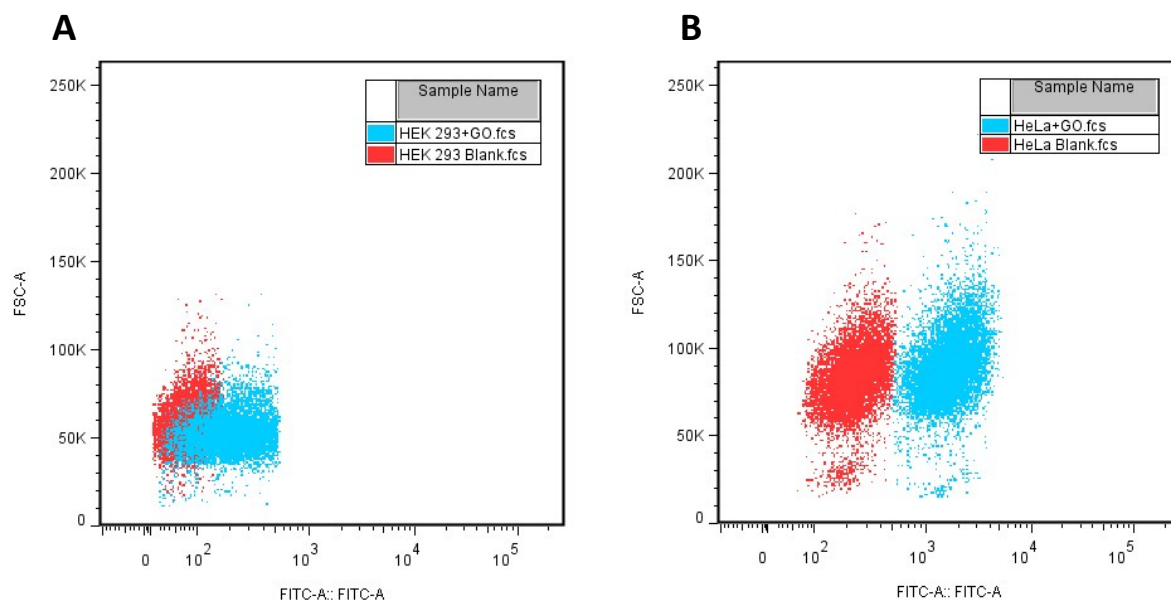 A
250K
200K
150K
100K
50K
0
FSC-A
Sample Name
HEK 293+GO.fcs
HEK 293 Blank.fcs
0
10^2
10^3
10^4
10^5
FITC-A:: FITC-A
B
250K
200K
150K
100K
50K
0
FSC-A
Sample Name
HeLa+GO.fcs
HeLa Blank.fcs
0
10^2
10^3
10^4
10^5
FITC-A:: FITC-A